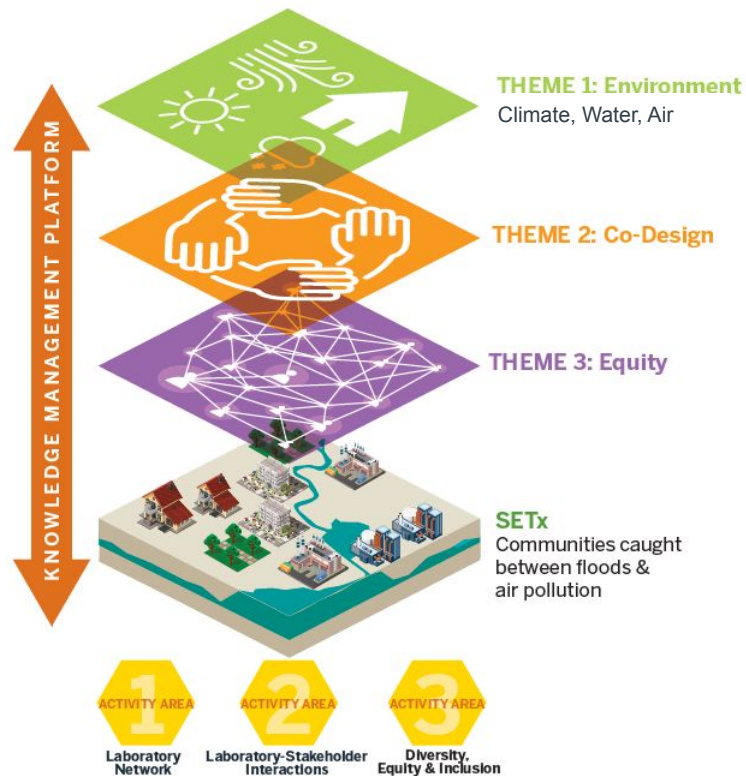 KNOWLEDGE MANAGEMENT PLATFORM
THEME 1: Environment
Climate, Water, Air
THEME 2: Co-Design
THEME 3: Equity
SETx
Communities caught
between floods &
air pollution
1
ACTIVITY AREA
Laboratory
Network
2
ACTIVITY AREA
Laboratory-Stakeholder
Interactions
3
ACTIVITY AREA
Diversity,
Equity & Inclusion